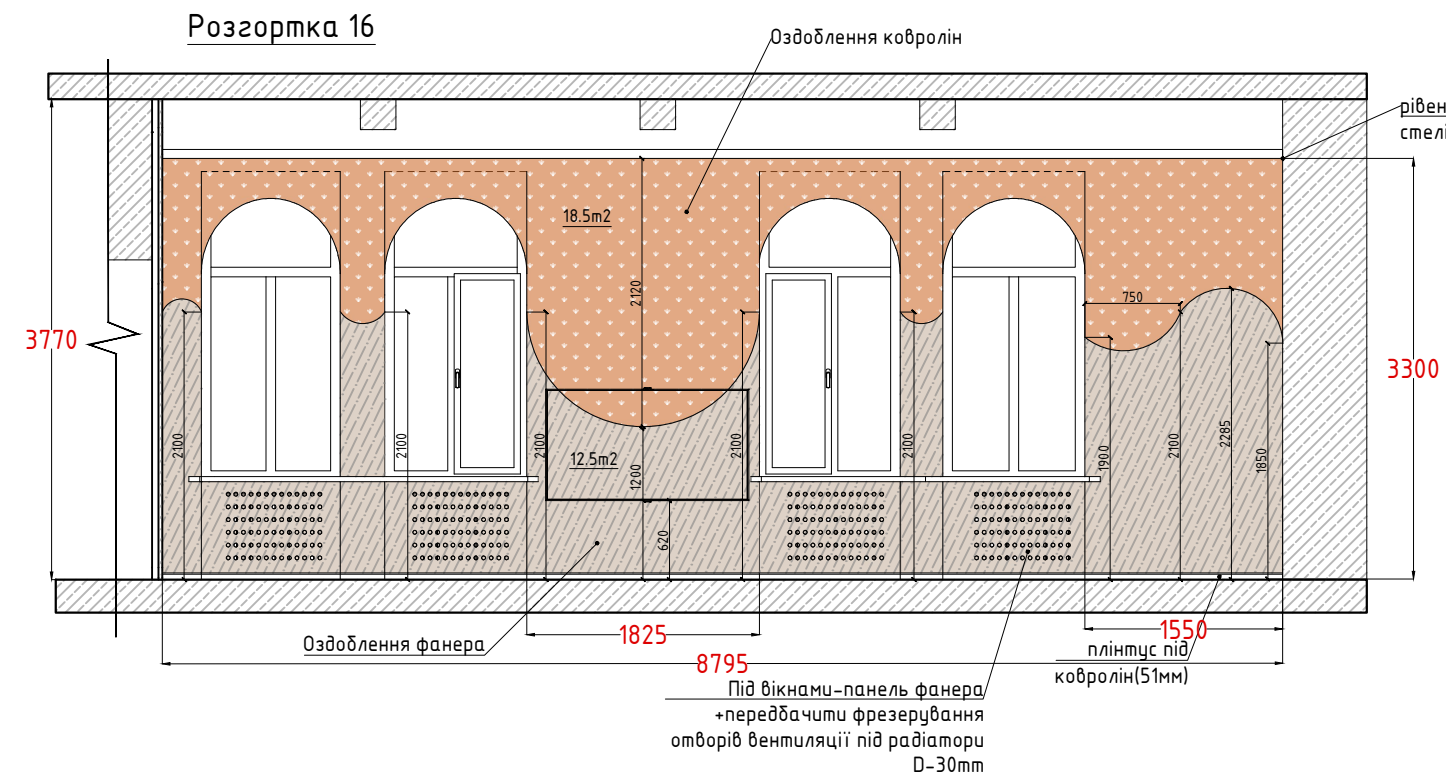 Розгортка 16
Оздоблення ковролін
рівен
стелі
18.5m2
2120
750
3770
3300
2100
2100
2100
2100
2100
1900
2100
2285
1850
12.5m2
1200
620
1825
1550
8795
Оздоблення фанера
плінтус під
ковролін(51мм)
Під вікнами-панель фанера
+передбачити фрезерування
отворів вентиляції під радіатори
D-30mm